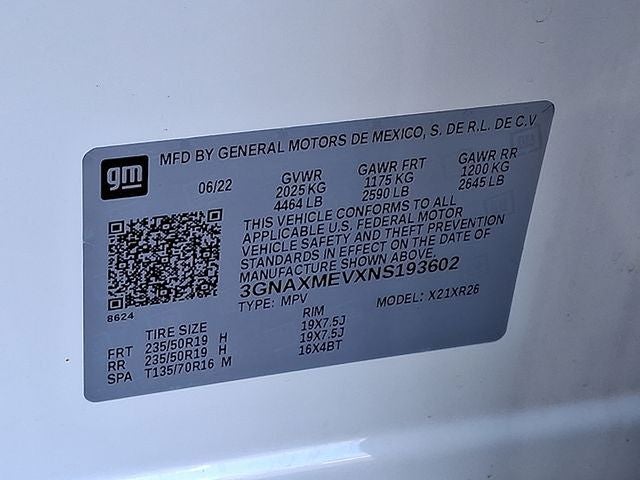 gm
MFD BY GENERAL MOTORS DE MEXICO, S. DE R.L. DE C.V
06/22
GVWR GAWR FRT GAWR RR
2025 KG 1175 KG 1200 KG
4464 LB 2590 LB 2645 LB
THIS VEHICLE CONFORMS TO ALL
APPLICABLE U.S. FEDERAL MOTOR
VEHICLE SAFETY AND THEFT PREVENTION
STANDARDS IN EFFECT ON THE DATE OF
MANUFACTURE SHOWN ABOVE.
3GNAXMEVXNS193602
TYPE: MPV MODEL: X21XR26
8624
TIRE SIZE RIM
FRT 235/50R19 H 19X7.5J
RR 235/50R19 H 19X7.5J
SPA T135/70R16 M 16X4BT